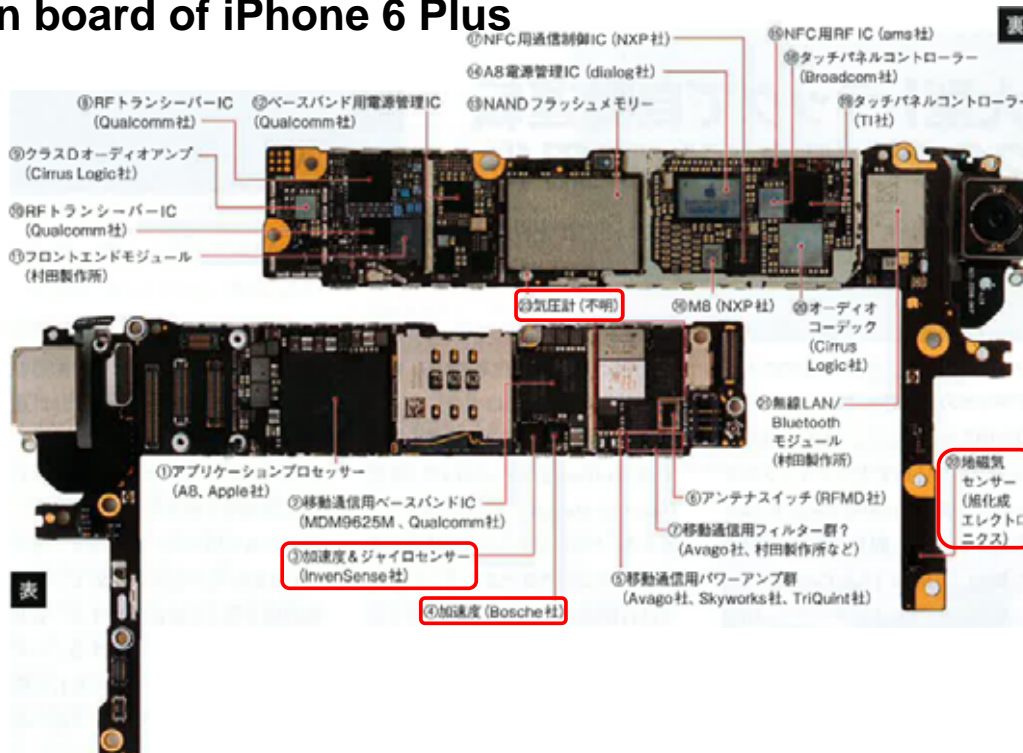 n board of iPhone 6 Plus
裏
⑰NFC用通信制御IC (NXP社)
⑭A8電源管理IC (dialog社)
⑬NANDフラッシュメモリー
⑮NFC用RF IC (ams社)
⑱タッチパネルコントローラー
(Broadcom社)
⑲タッチパネルコントローラー
(TI社)
⑧RFトランシーバーIC
(Qualcomm社)
⑫ベースバンド用電源管理IC
(Qualcomm社)
⑨クラスDオーディオアンプ
(Cirrus Logic社)
⑩RFトランシーバーIC
(Qualcomm社)
⑪フロントエンドモジュール
(村田製作所)
㉓気圧計(不明)
⑯M8 (NXP社)
⑳オーディオ
コーデック
(Cirrus
Logic社)
㉑無線LAN/
Bluetooth
モジュール
(村田製作所)
㉒地磁気
センサー
(旭化成
エレクトロ
ニクス)
①アプリケーションプロセッサー
(A8, Apple社)
②移動通信用ベースバンドIC
(MDM9625M、Qualcomm社)
③加速度&ジャイロセンサー
(InvenSense社)
④加速度(Bosche社)
⑥アンテナスイッチ(RFMD社)
⑦移動通信用フィルター群?
(Avago社、村田製作所など)
⑤移動通信用パワーアンプ群
(Avago社、Skyworks社、TriQuint社)
表